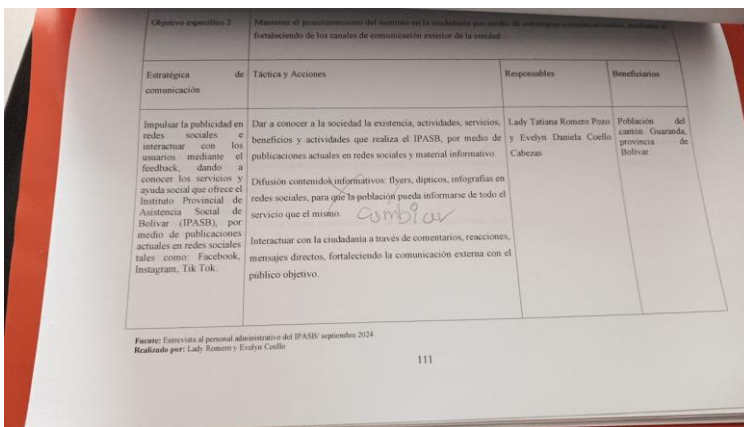 Objetivo específico 2
Mantener el posicionamiento del instituto en la ciudadanía por medio de estrategias comunicacionales, mediante el
fortaleciendo de los canales de comunicación exterior de la entidad
Estratégica de
comunicación
Táctica y Acciones
Responsables
Beneficiarios
Impulsar la publicidad en
redes sociales e
interactuar con los
usuarios mediante el
feedback, dando a
conocer los servicios y
ayuda social que ofrece el
Instituto Provincial de
Asistencia Social de
Bolívar (IPASB), por
medio de publicaciones
actuales en redes sociales
tales como: Facebook,
Instagram, Tik Tok.
Dar a conocer a la sociedad la existencia, actividades, servicios,
beneficios y actividades que realiza el IPASB, por medio de
publicaciones actuales en redes sociales y material informativo.
Difusión contenidos informativos: flyers, dípticos, infografías en
redes sociales, para que la población pueda informarse de todo el
servicio que el mismo.
cambiar
Interactuar con la ciudadanía a través de comentarios, reacciones,
mensajes directos, fortaleciendo la comunicación externa con el
público objetivo.
Lady Tatiana Romero Pozo
y Evelyn Daniela Coello
Cabezas
Población del
cantón Guaranda,
provincia de
Bolívar.
Fuente: Entrevista al personal administrativo del IPASB/ septiembre 2024
Realizado por: Lady Romero y Evelyn Coello
111